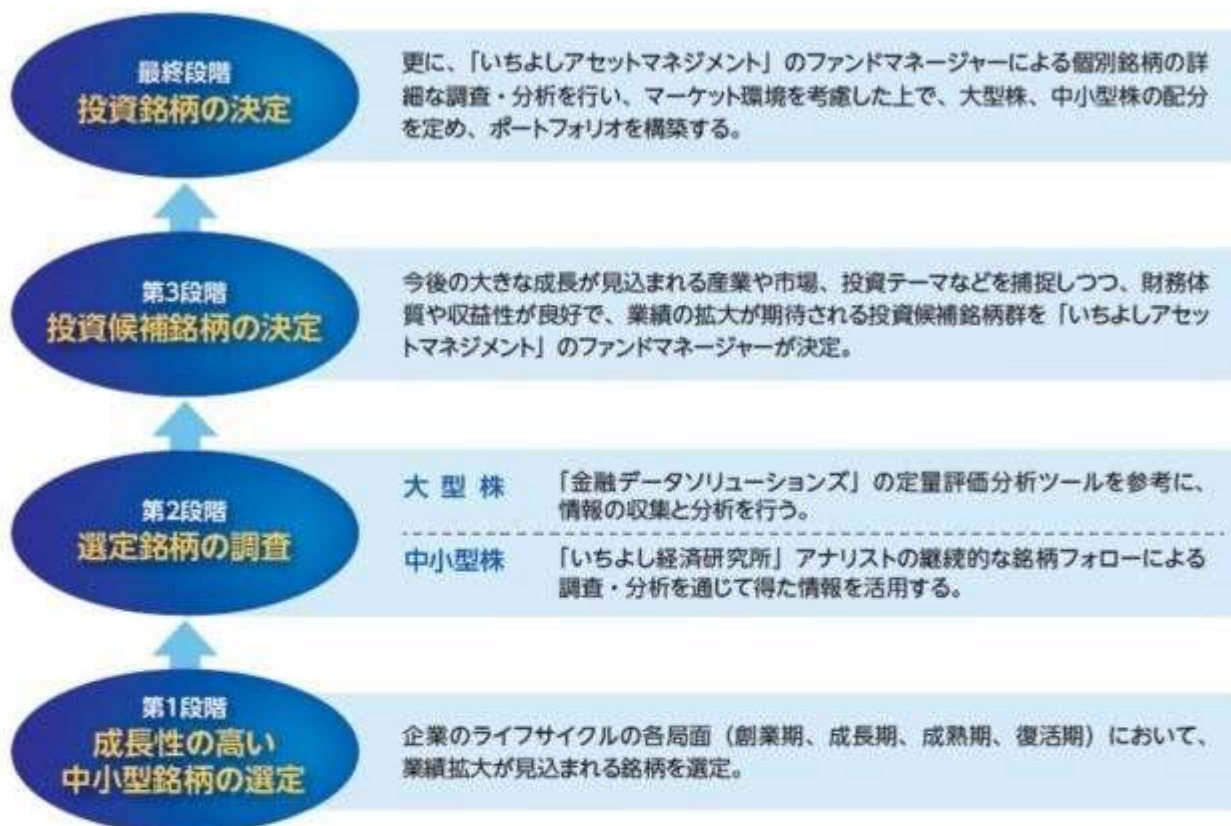 最終段階
投資銘柄の決定
更に、「いちよしアセットマネジメント」のファンドマネージャーによる個別銘柄の詳
細な調査・分析を行い、マーケット環境を考慮した上で、大型株、中小型株の配分
を定め、ポートフォリオを構築する。
第3段階
投資候補銘柄の決定
今後の大きな成長が見込まれる産業や市場、投資テーマなどを捕捉しつつ、財務体
質や収益性が良好で、業績の拡大が期待される投資候補銘柄群を「いちよしアセッ
トマネジメント」のファンドマネージャーが決定。
第2段階
選定銘柄の調査
大型株 「金融データソリューションズ」の定量評価分析ツールを参考に、
情報の収集と分析を行う。
中小型株 「いちよし経済研究所」アナリストの継続的な銘柄フォローによる
調査・分析を通じて得た情報を活用する。
第1段階
成長性の高い
中小型銘柄の選定
企業のライフサイクルの各局面（創業期、成長期、成熟期、復活期）において、
業績拡大が見込まれる銘柄を選定。